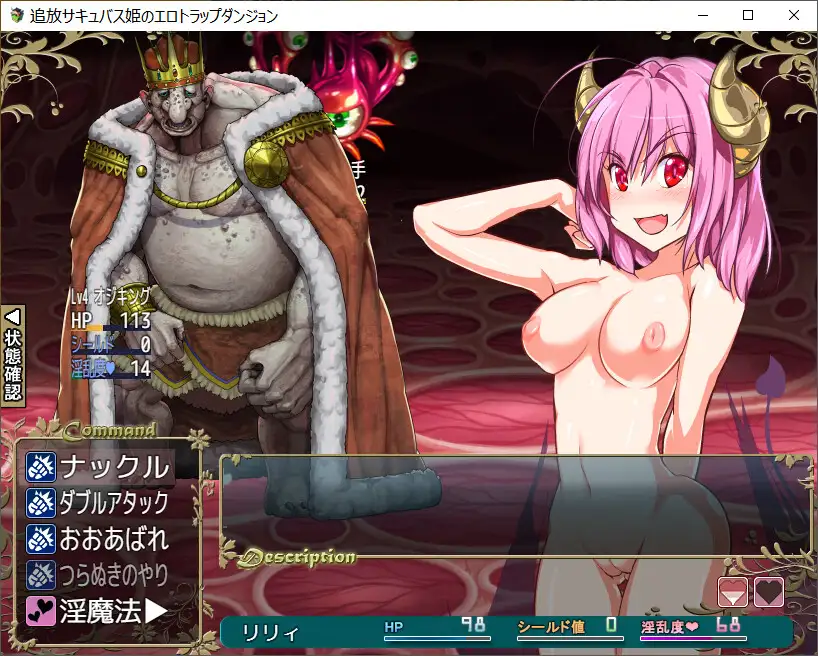 追放サキュバス姫のエロトラップダンジョン
手
Lv4 オジキング
HP 113
シールド 0
淫乱度♥ 14
◀状態確認
Command
ナックル
ダブルアタック
おおあばれ
つらぬきのやり
淫魔法▶
Description
リリィ
HP 98
シールド値 0
淫乱度❤ 68